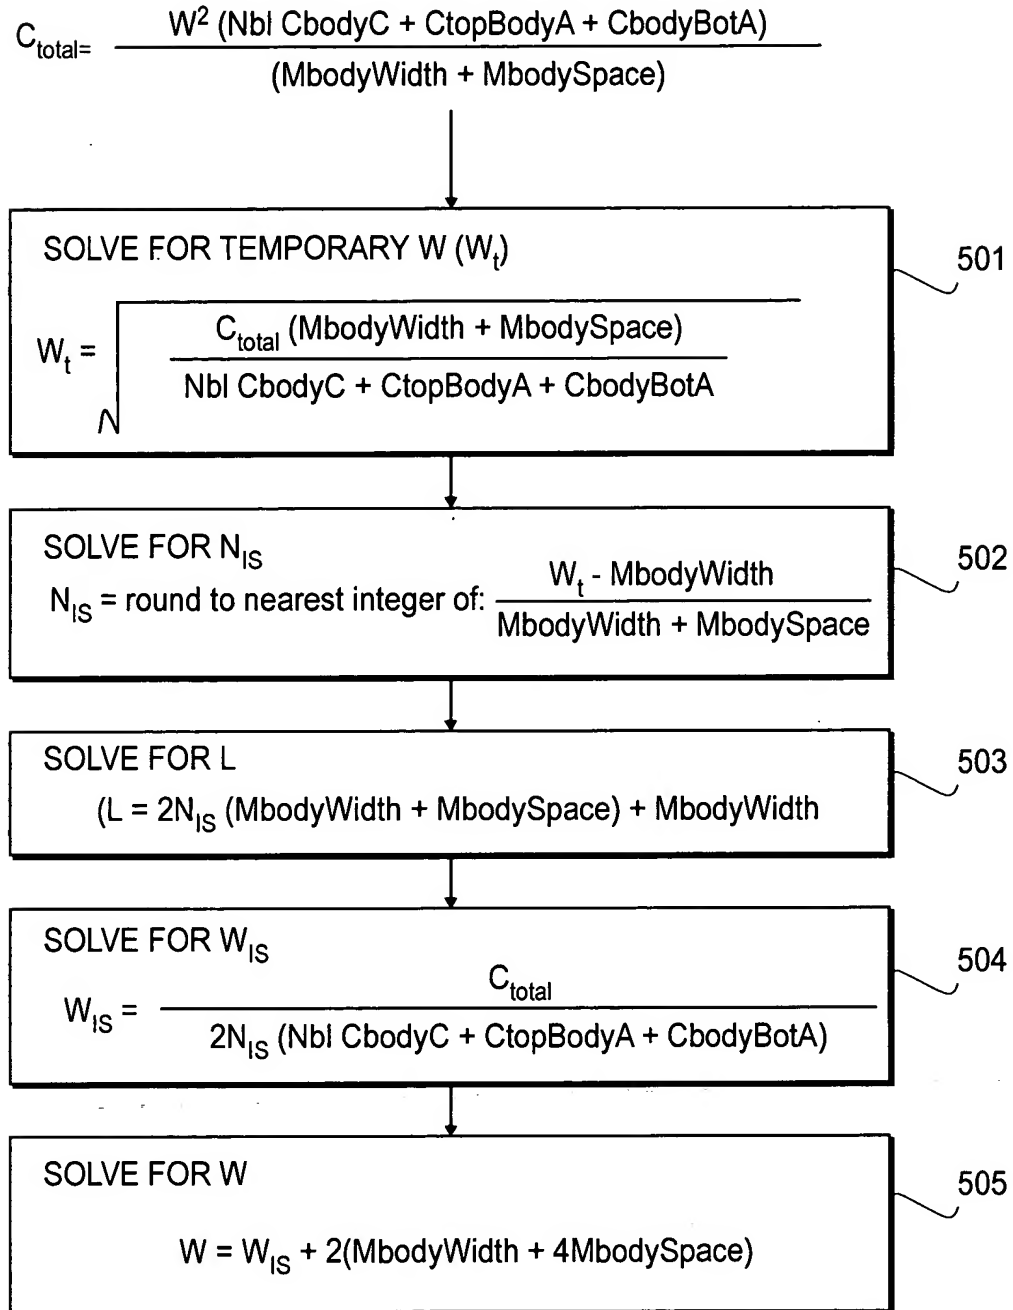 C_total= W² (Nbl CbodyC + CtopBodyA + CbodyBotA)
(MbodyWidth + MbodySpace)
SOLVE FOR TEMPORARY W (W_t)
501
W_t = √ C_total (MbodyWidth + MbodySpace)
Nbl CbodyC + CtopBodyA + CbodyBotA
SOLVE FOR N_IS
502
N_IS = round to nearest integer of: W_t - MbodyWidth
MbodyWidth + MbodySpace
SOLVE FOR L
503
(L = 2N_IS (MbodyWidth + MbodySpace) + MbodyWidth
SOLVE FOR W_IS
504
W_IS = C_total
2N_IS (Nbl CbodyC + CtopBodyA + CbodyBotA)
SOLVE FOR W
505
W = W_IS + 2(MbodyWidth + 4MbodySpace)